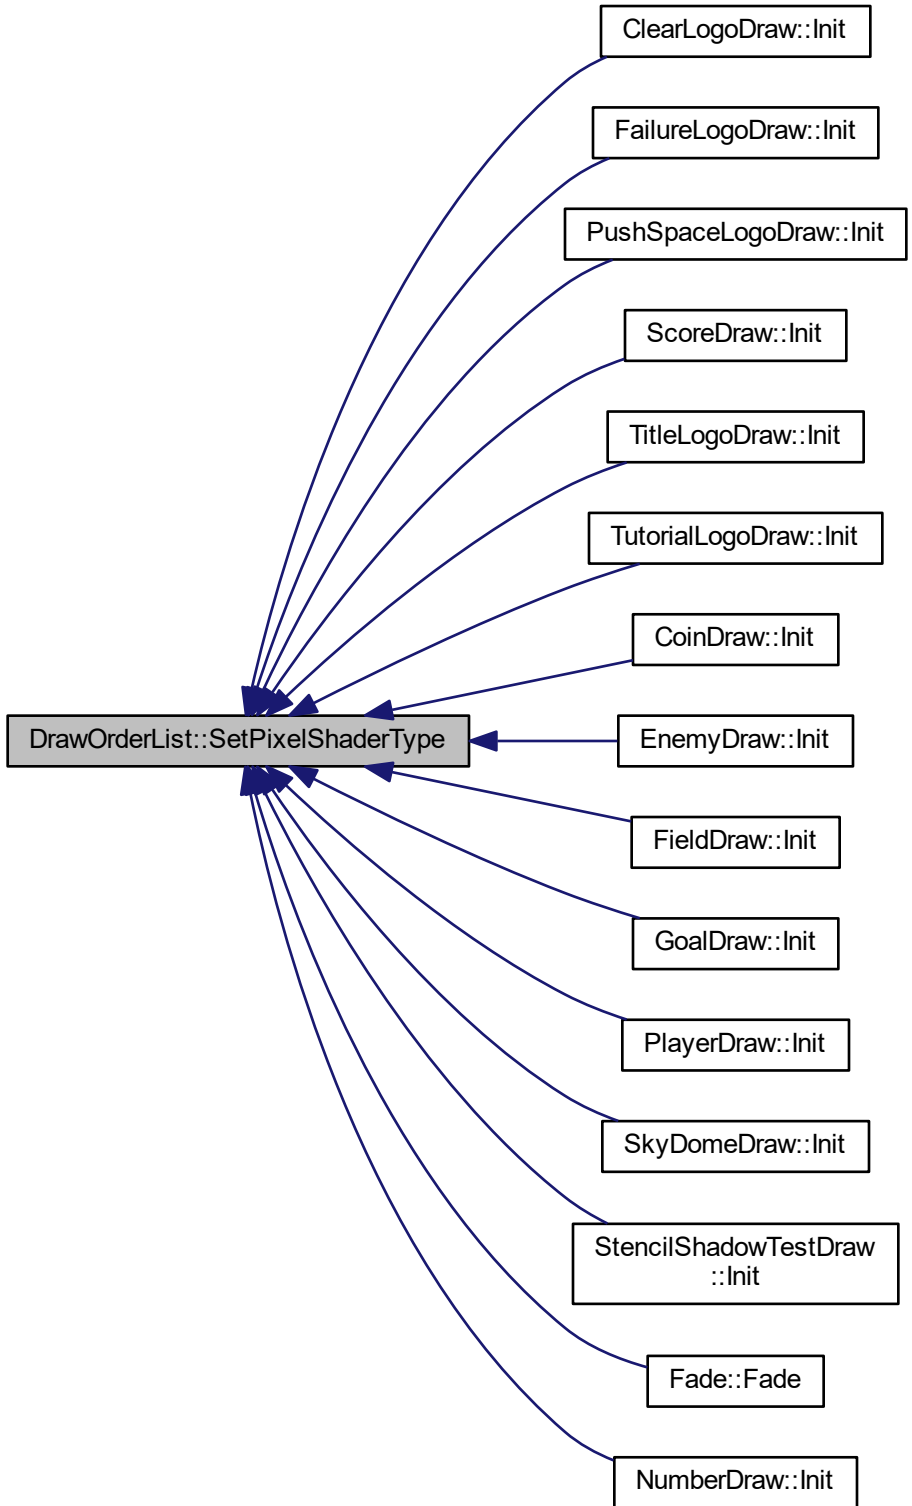 ClearLogoDraw::Init
FailureLogoDraw::Init
PushSpaceLogoDraw::Init
ScoreDraw::Init
TitleLogoDraw::Init
TutorialLogoDraw::Init
CoinDraw::Init
DrawOrderList::SetPixelShaderType
EnemyDraw::Init
FieldDraw::Init
GoalDraw::Init
PlayerDraw::Init
SkyDomeDraw::Init
StencilShadowTestDraw
::Init
Fade::Fade
NumberDraw::Init